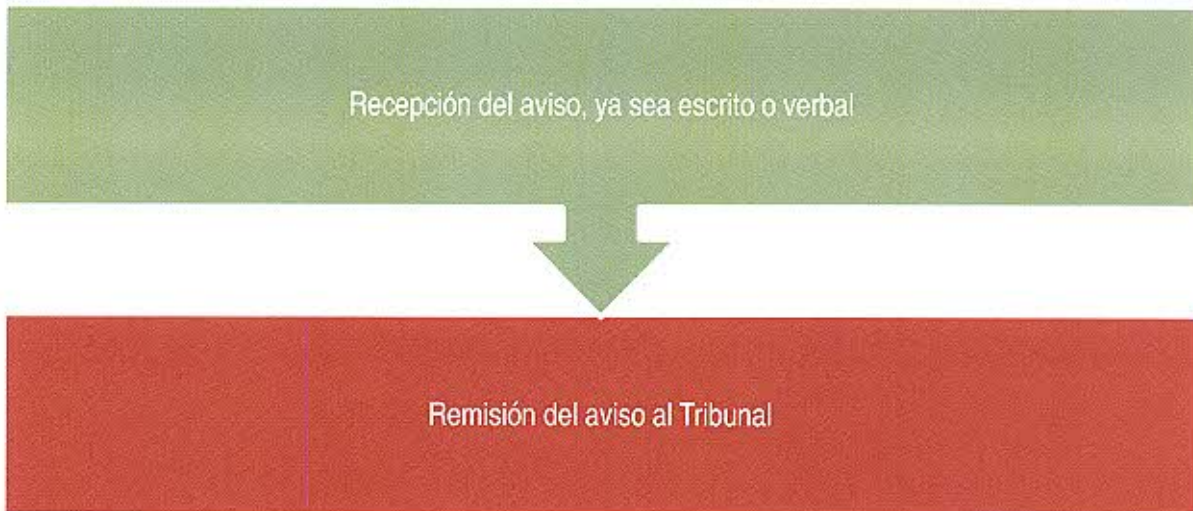 Recepción del aviso, ya sea escrito o verbal
Remisión del aviso al Tribunal